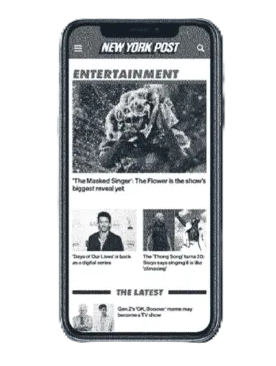 NEW YORK POST
ENTERTAINMENT
'The Masked Singer': The Flower is the show's
biggest reveal yet
'Days of Our Lives' is back
as a digital series
The 'Thong Song' turns 20:
Sisqo says singing it is like
'climaxing'
THE LATEST
Gen Z's 'OK, Boomer' meme may
become a TV show